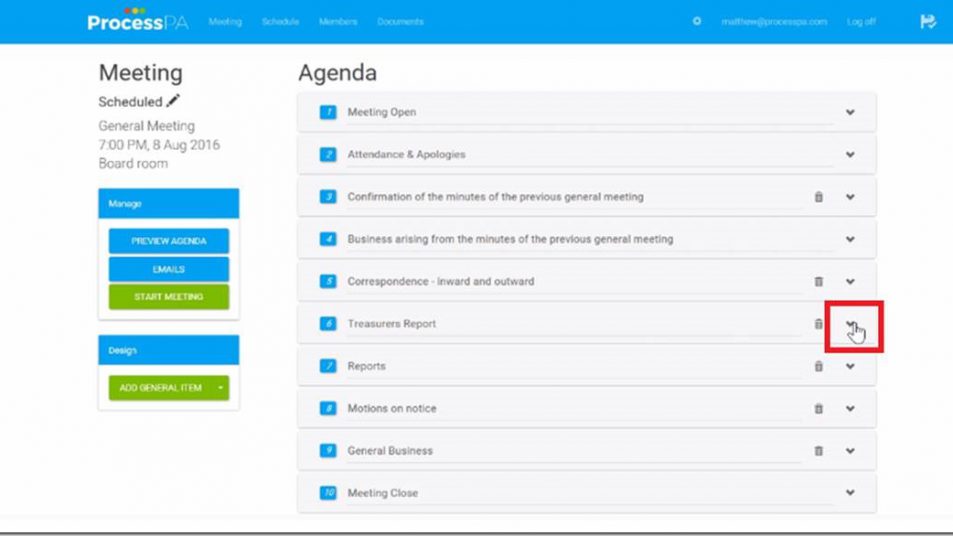 ProcessPA Meeting Schedule Members Documents matthew@processpa.com Log off
Meeting
Scheduled
General Meeting
7:00 PM, 8 Aug 2016
Board room
Manage
PREVIEW AGENDA
EMAILS
START MEETING
Design
ADD GENERAL ITEM
Agenda
1 Meeting Open
2 Attendance & Apologies
3 Confirmation of the minutes of the previous general meeting
4 Business arising from the minutes of the previous general meeting
5 Correspondence - inward and outward
6 Treasurers Report
7 Reports
8 Motions on notice
9 General Business
10 Meeting Close